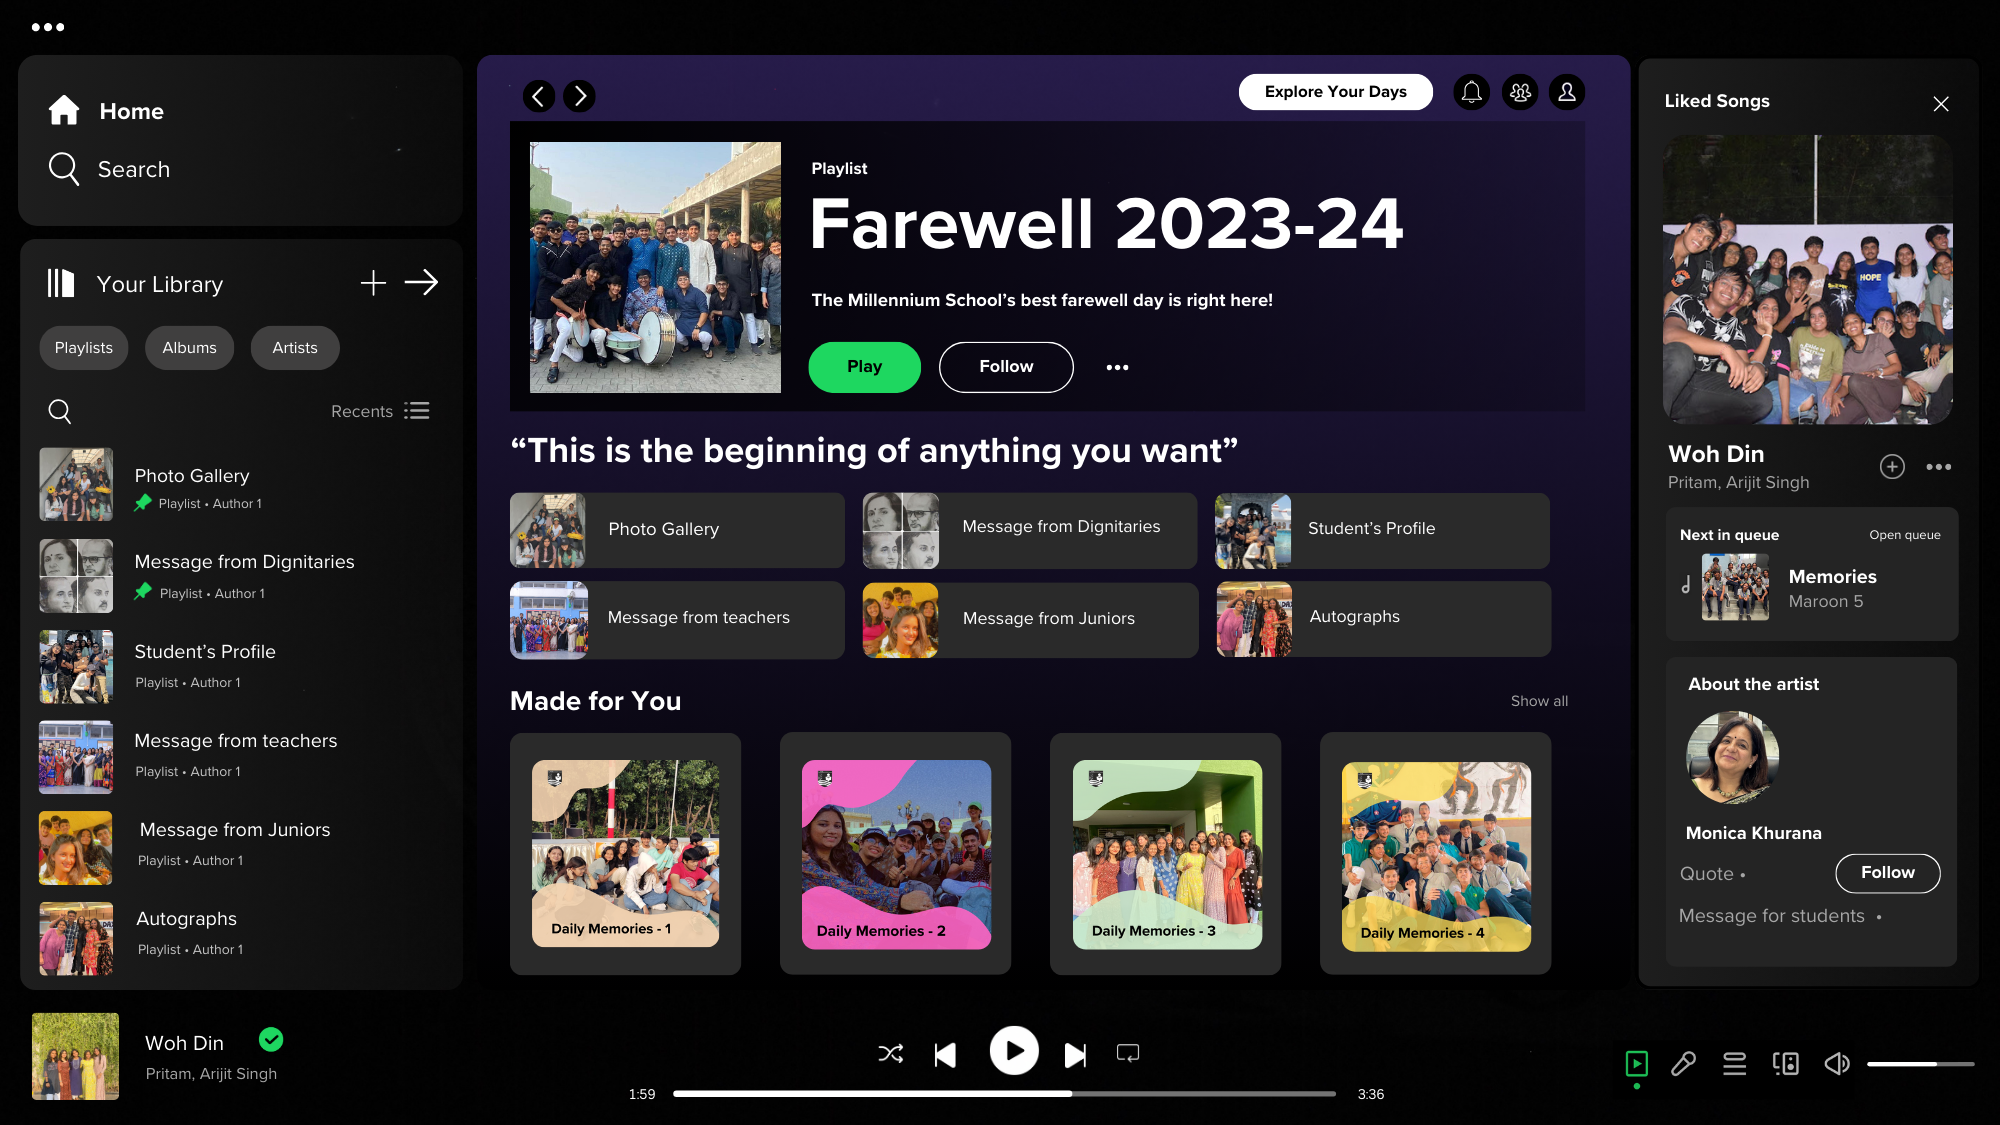 Home
Search
Your Library
Playlists
Albums
Artists
Recents
Photo Gallery
Playlist • Author 1
Message from Dignitaries
Playlist • Author 1
Student’s Profile
Playlist • Author 1
Message from teachers
Playlist • Author 1
Message from Juniors
Playlist • Author 1
Autographs
Playlist • Author 1
Explore Your Days
Playlist
Farewell 2023-24
The Millennium School’s best farewell day is right here!
Play
Follow
“This is the beginning of anything you want”
Photo Gallery
Message from Dignitaries
Student’s Profile
Message from teachers
Message from Juniors
Autographs
Made for You
Show all
Daily Memories - 1
Daily Memories - 2
Daily Memories - 3
Daily Memories - 4
Liked Songs
HOPE
Woh Din
Pritam, Arijit Singh
Next in queue
Open queue
Memories
Maroon 5
About the artist
Monica Khurana
Quote •
Follow
Message for students •
Woh Din
Pritam, Arijit Singh
1:59
3:36